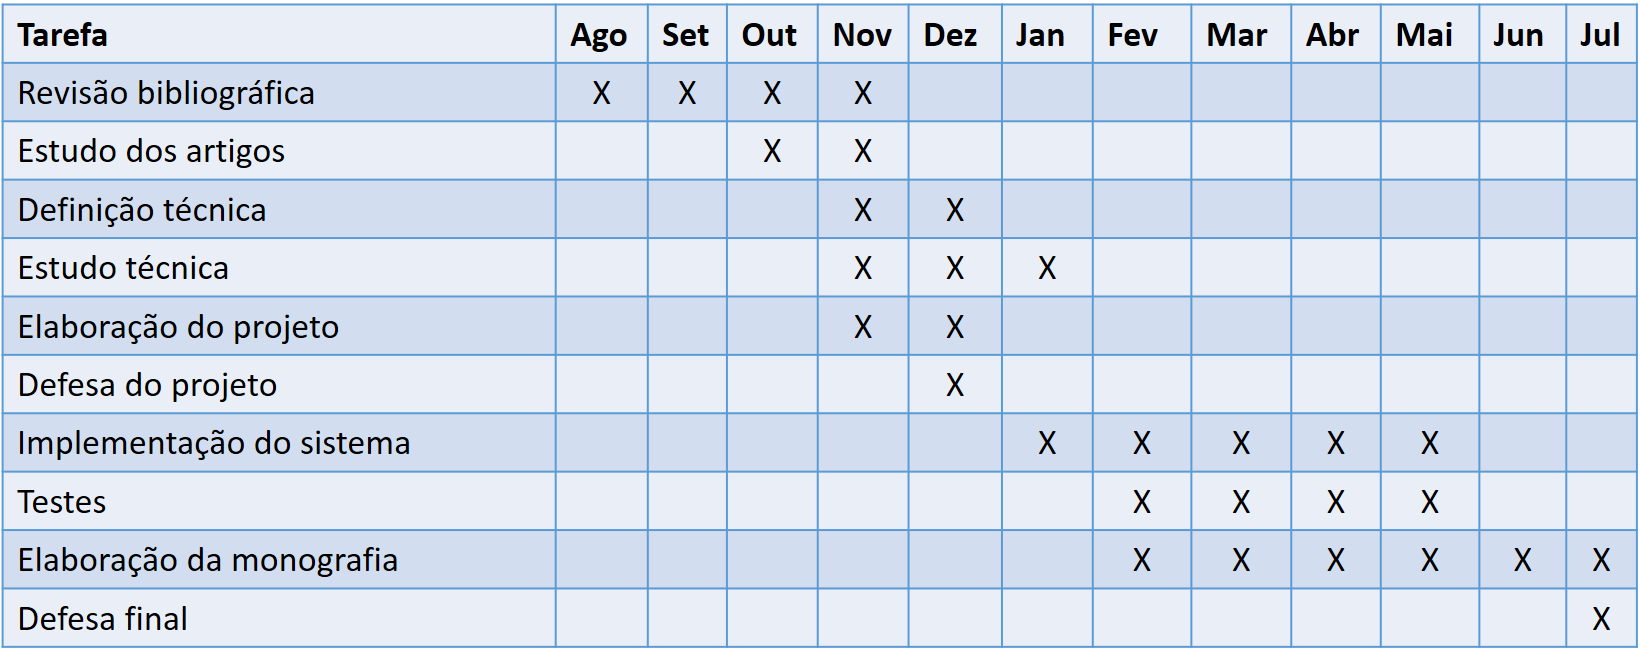 Tarefa Ago Set Out Nov Dez Jan Fev Mar Abr Mai Jun Jul
Revisão bibliográfica X X X X
Estudo dos artigos X X
Definição técnica X X
Estudo técnica X X X
Elaboração do projeto X X
Defesa do projeto X
Implementação do sistema X X X X X
Testes X X X X
Elaboração da monografia X X X X X X
Defesa final X